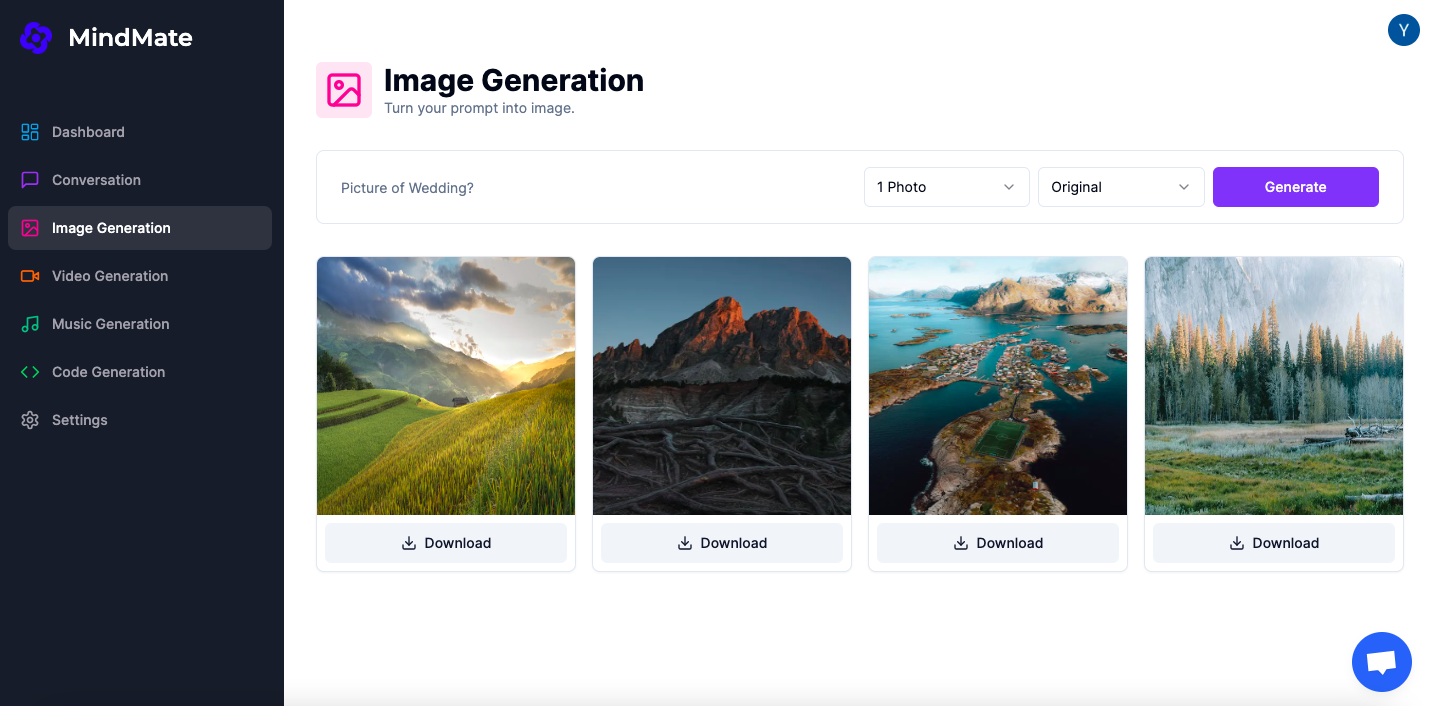 MindMate
Dashboard
Conversation
Image Generation
Video Generation
Music Generation
Code Generation
Settings
Y
Image Generation
Turn your prompt into image.
Picture of Wedding?
1 Photo
Original
Generate
Download
Download
Download
Download